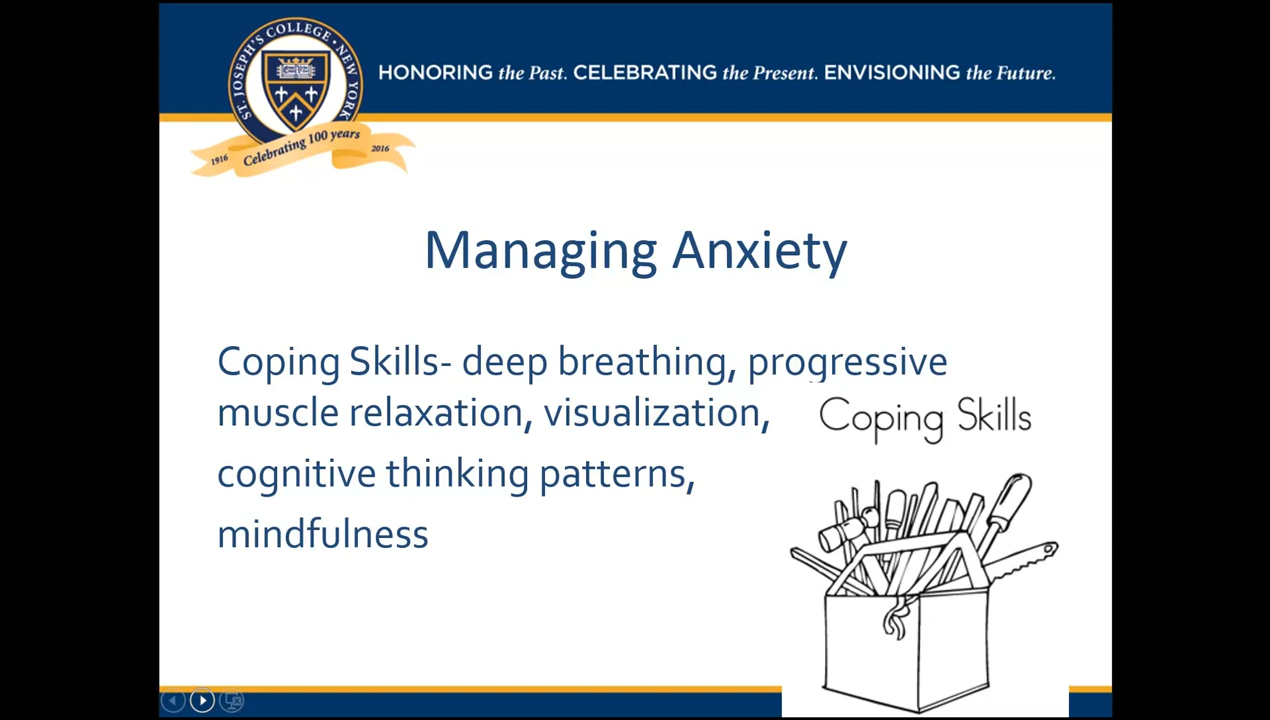 ST. JOSEPH'S COLLEGE • NEW YORK
HONORING the Past. CELEBRATING the Present. ENVISIONING the Future.
1916 Celebrating 100 years 2016
Managing Anxiety
Coping Skills- deep breathing, progressive
muscle relaxation, visualization,
cognitive thinking patterns,
mindfulness
Coping Skills